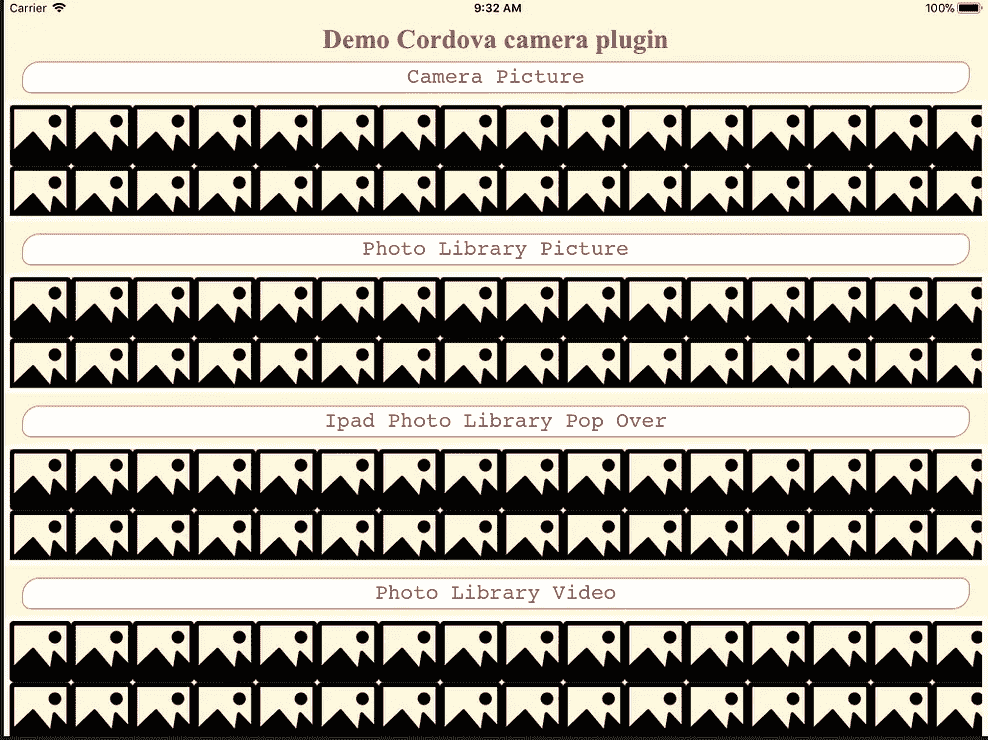 Carrier 9:32 AM 100%
Demo Cordova camera plugin
Camera Picture
Photo Library Picture
Ipad Photo Library Pop Over
Photo Library Video